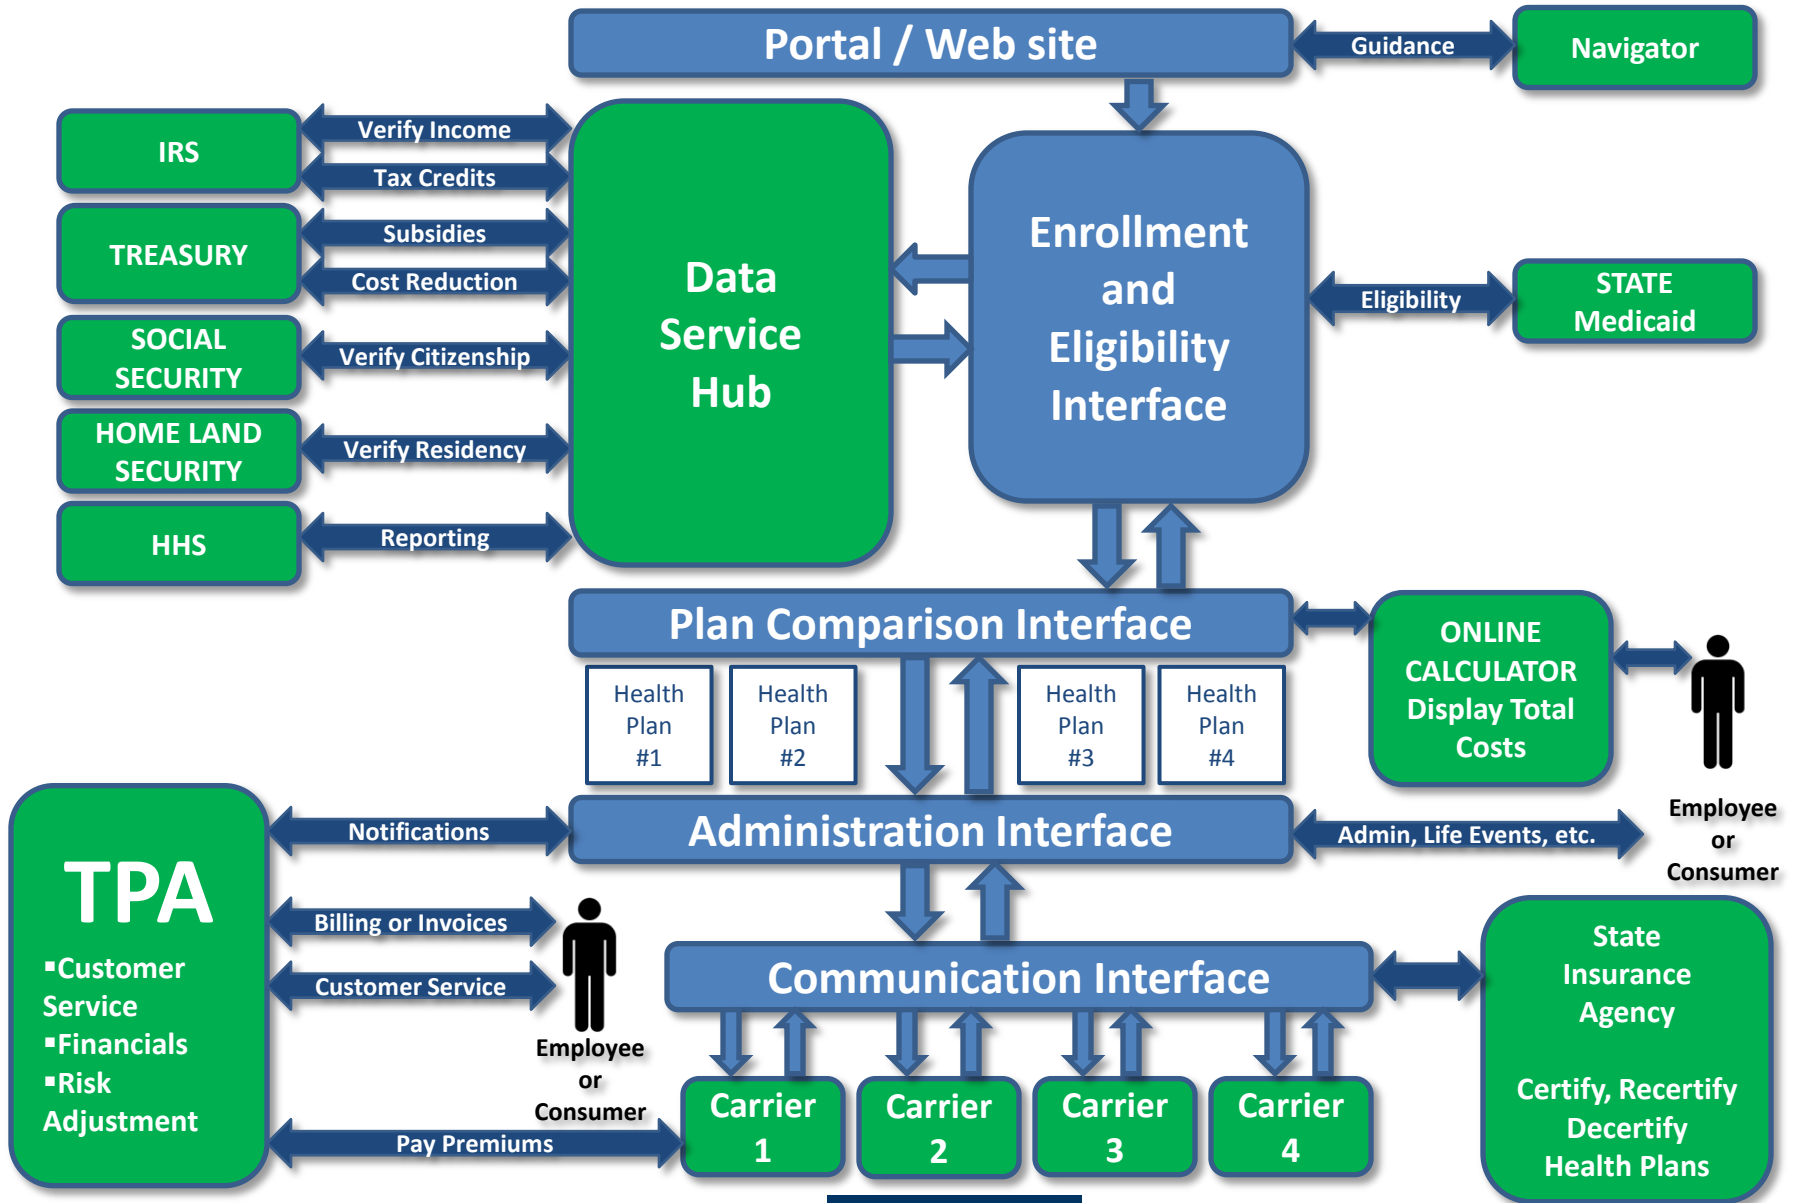 Portal / Web site
Guidance
Navigator
IRS
Verify Income
Tax Credits
TREASURY
Subsidies
Cost Reduction
SOCIAL
SECURITY
Verify Citizenship
HOME LAND
SECURITY
Verify Residency
HHS
Reporting
Data
Service
Hub
Enrollment
and
Eligibility
Interface
Eligibility
STATE
Medicaid
Plan Comparison Interface
Health
Plan
#1
Health
Plan
#2
Health
Plan
#3
Health
Plan
#4
ONLINE
CALCULATOR
Display Total
Costs
Employee
or
Consumer
Administration Interface
Notifications
Admin, Life Events, etc.
TPA
▪Customer
Service
▪Financials
▪Risk
Adjustment
Billing or Invoices
Customer Service
Employee
or
Consumer
Pay Premiums
Communication Interface
Carrier
1
Carrier
2
Carrier
3
Carrier
4
State
Insurance
Agency
Certify, Recertify
Decertify
Health Plans